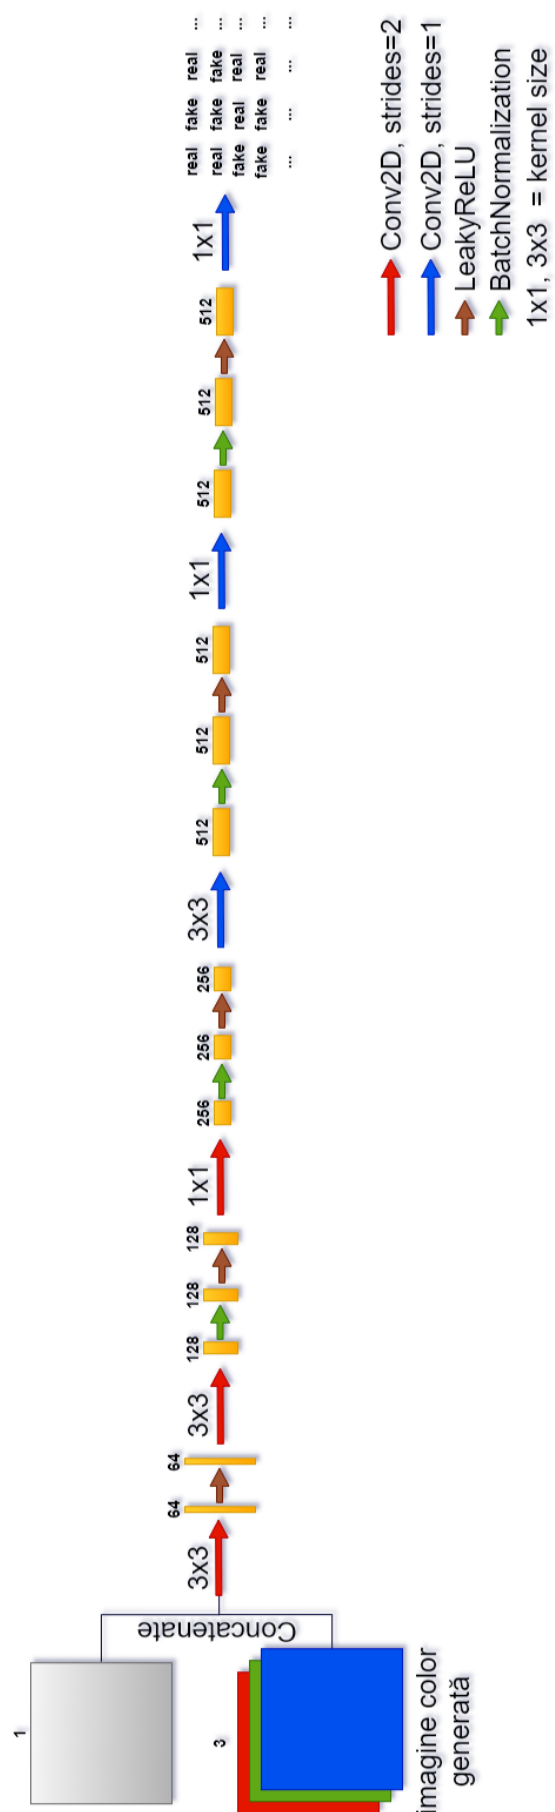 1
3
imagine color
generată
Concatenate
3x3
64
64
3x3
128
128
128
1x1
256
256
256
3x3
512
512
512
1x1
512
512
512
1x1
real fake real ...
real fake fake ...
fake real real ...
fake fake real ...
... ... ...
Conv2D, strides=2
Conv2D, strides=1
LeakyReLU
BatchNormalization
1x1, 3x3 = kernel size